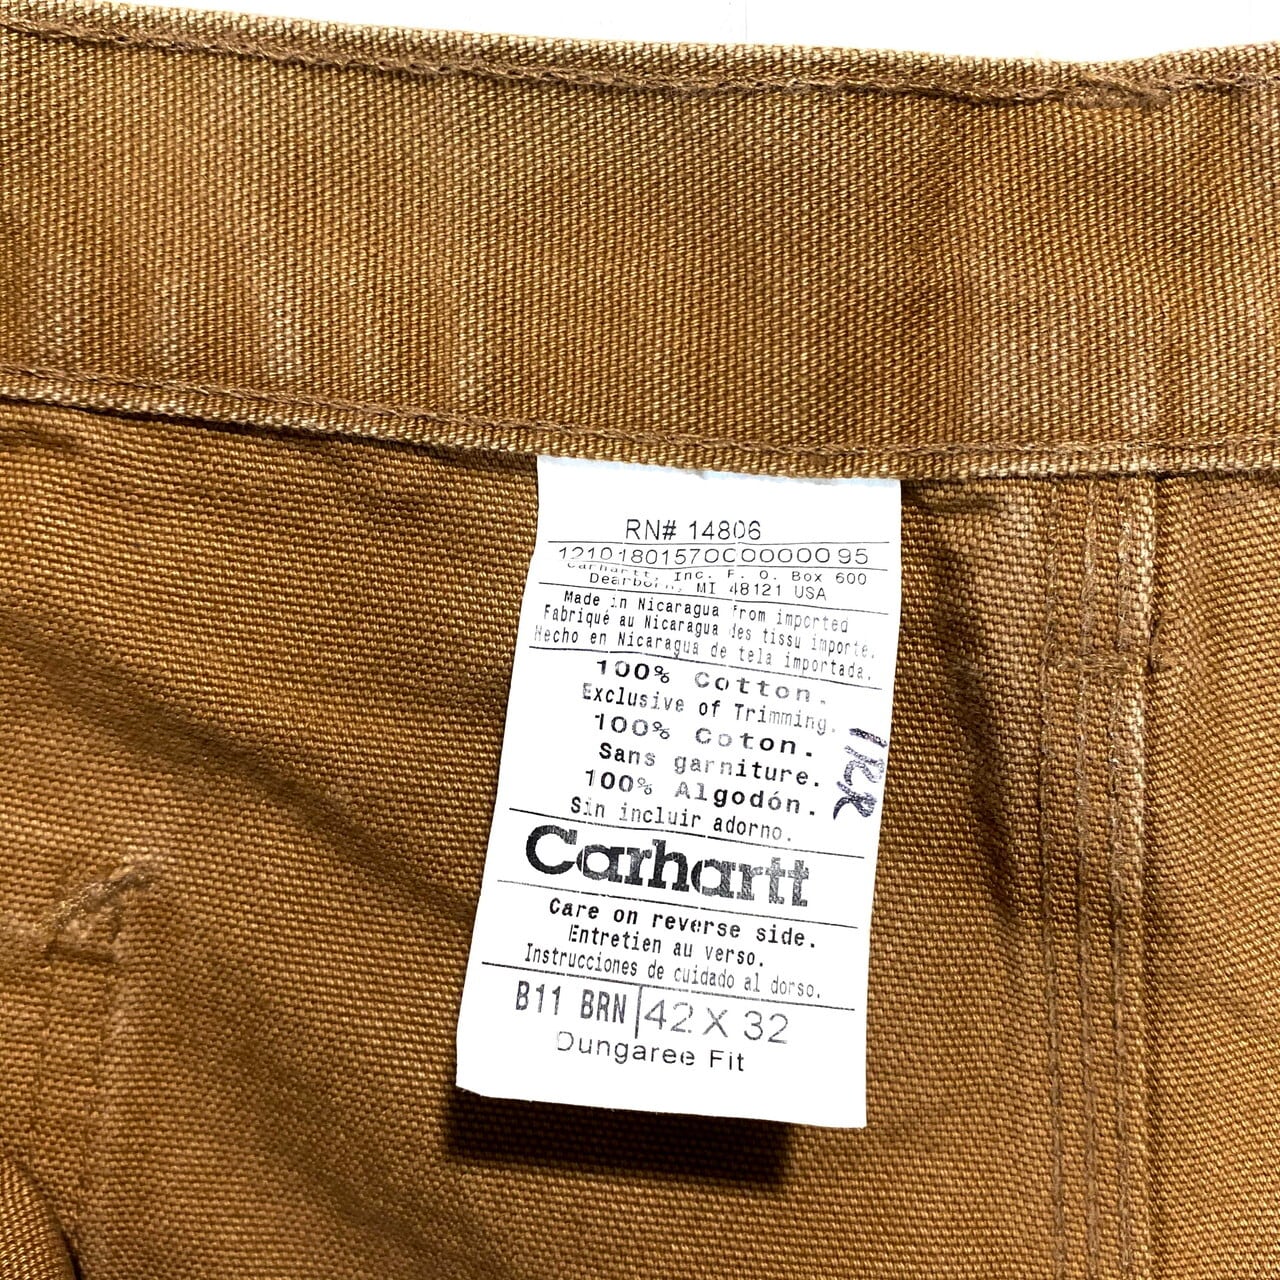 RN# 14806
121018015700000000 95
Carhartt, Inc. P. O. Box 600
Dearborn, MI 48121 USA
Made in Nicaragua from imported
Fabriqué au Nicaragua des tissu importe.
Hecho en Nicaragua de tela importada.
100% Cotton.
Exclusive of Trimming.
100% Coton.
Sans garniture.
100% Algodón.
Sin incluir adorno.
IRR
Carhartt
Care on reverse side.
Entretien au verso.
Instrucciones de cuidado al dorso.
B11 BRN 42 X 32
Dungaree Fit